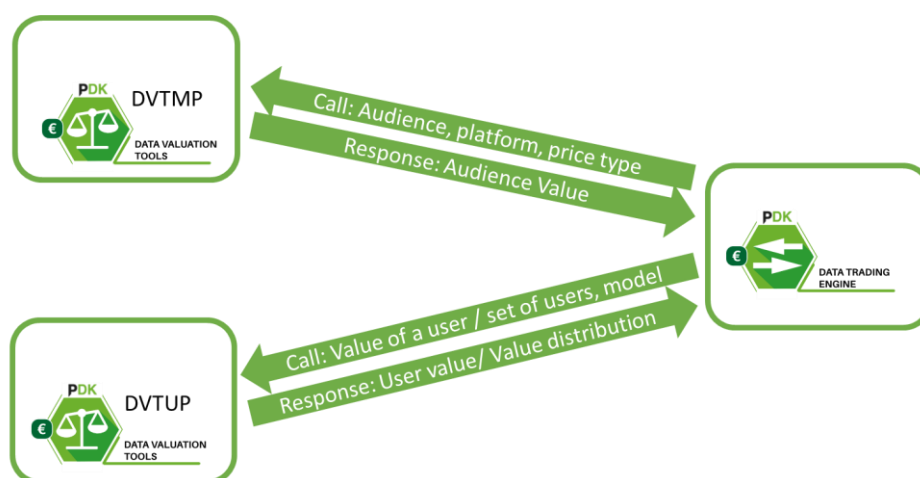 PDK
DVTMP
€
DATA VALUATION
TOOLS
Call: Audience, platform, price type
Response: Audience Value
PDK
€
DATA TRADING
ENGINE
Call: Value of a user / set of users, model
Response: User value/ Value distribution
PDK
DVTUP
€
DATA VALUATION
TOOLS